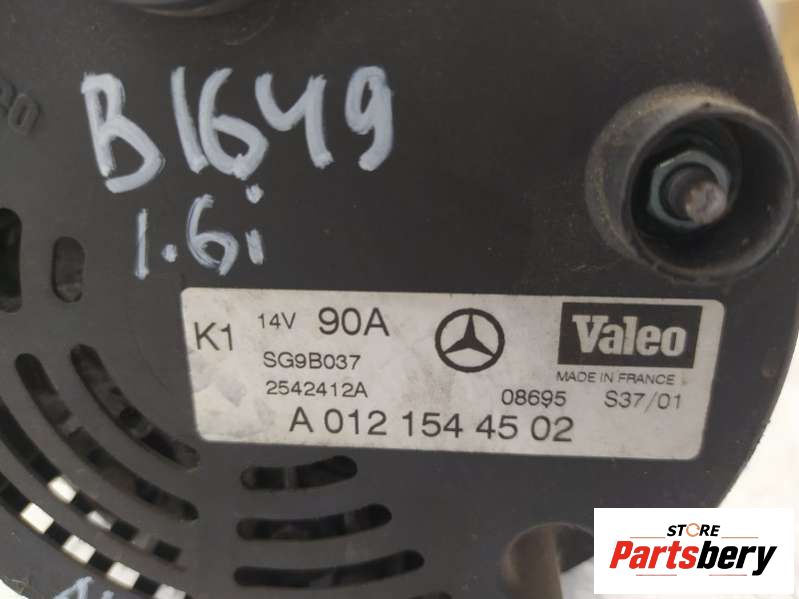 B1649
1.6i
K1 14V 90A
SG9B037
2542412A
Valeo
MADE IN FRANCE
08695 S37/01
A 012 154 45 02
STORE
Partsbery